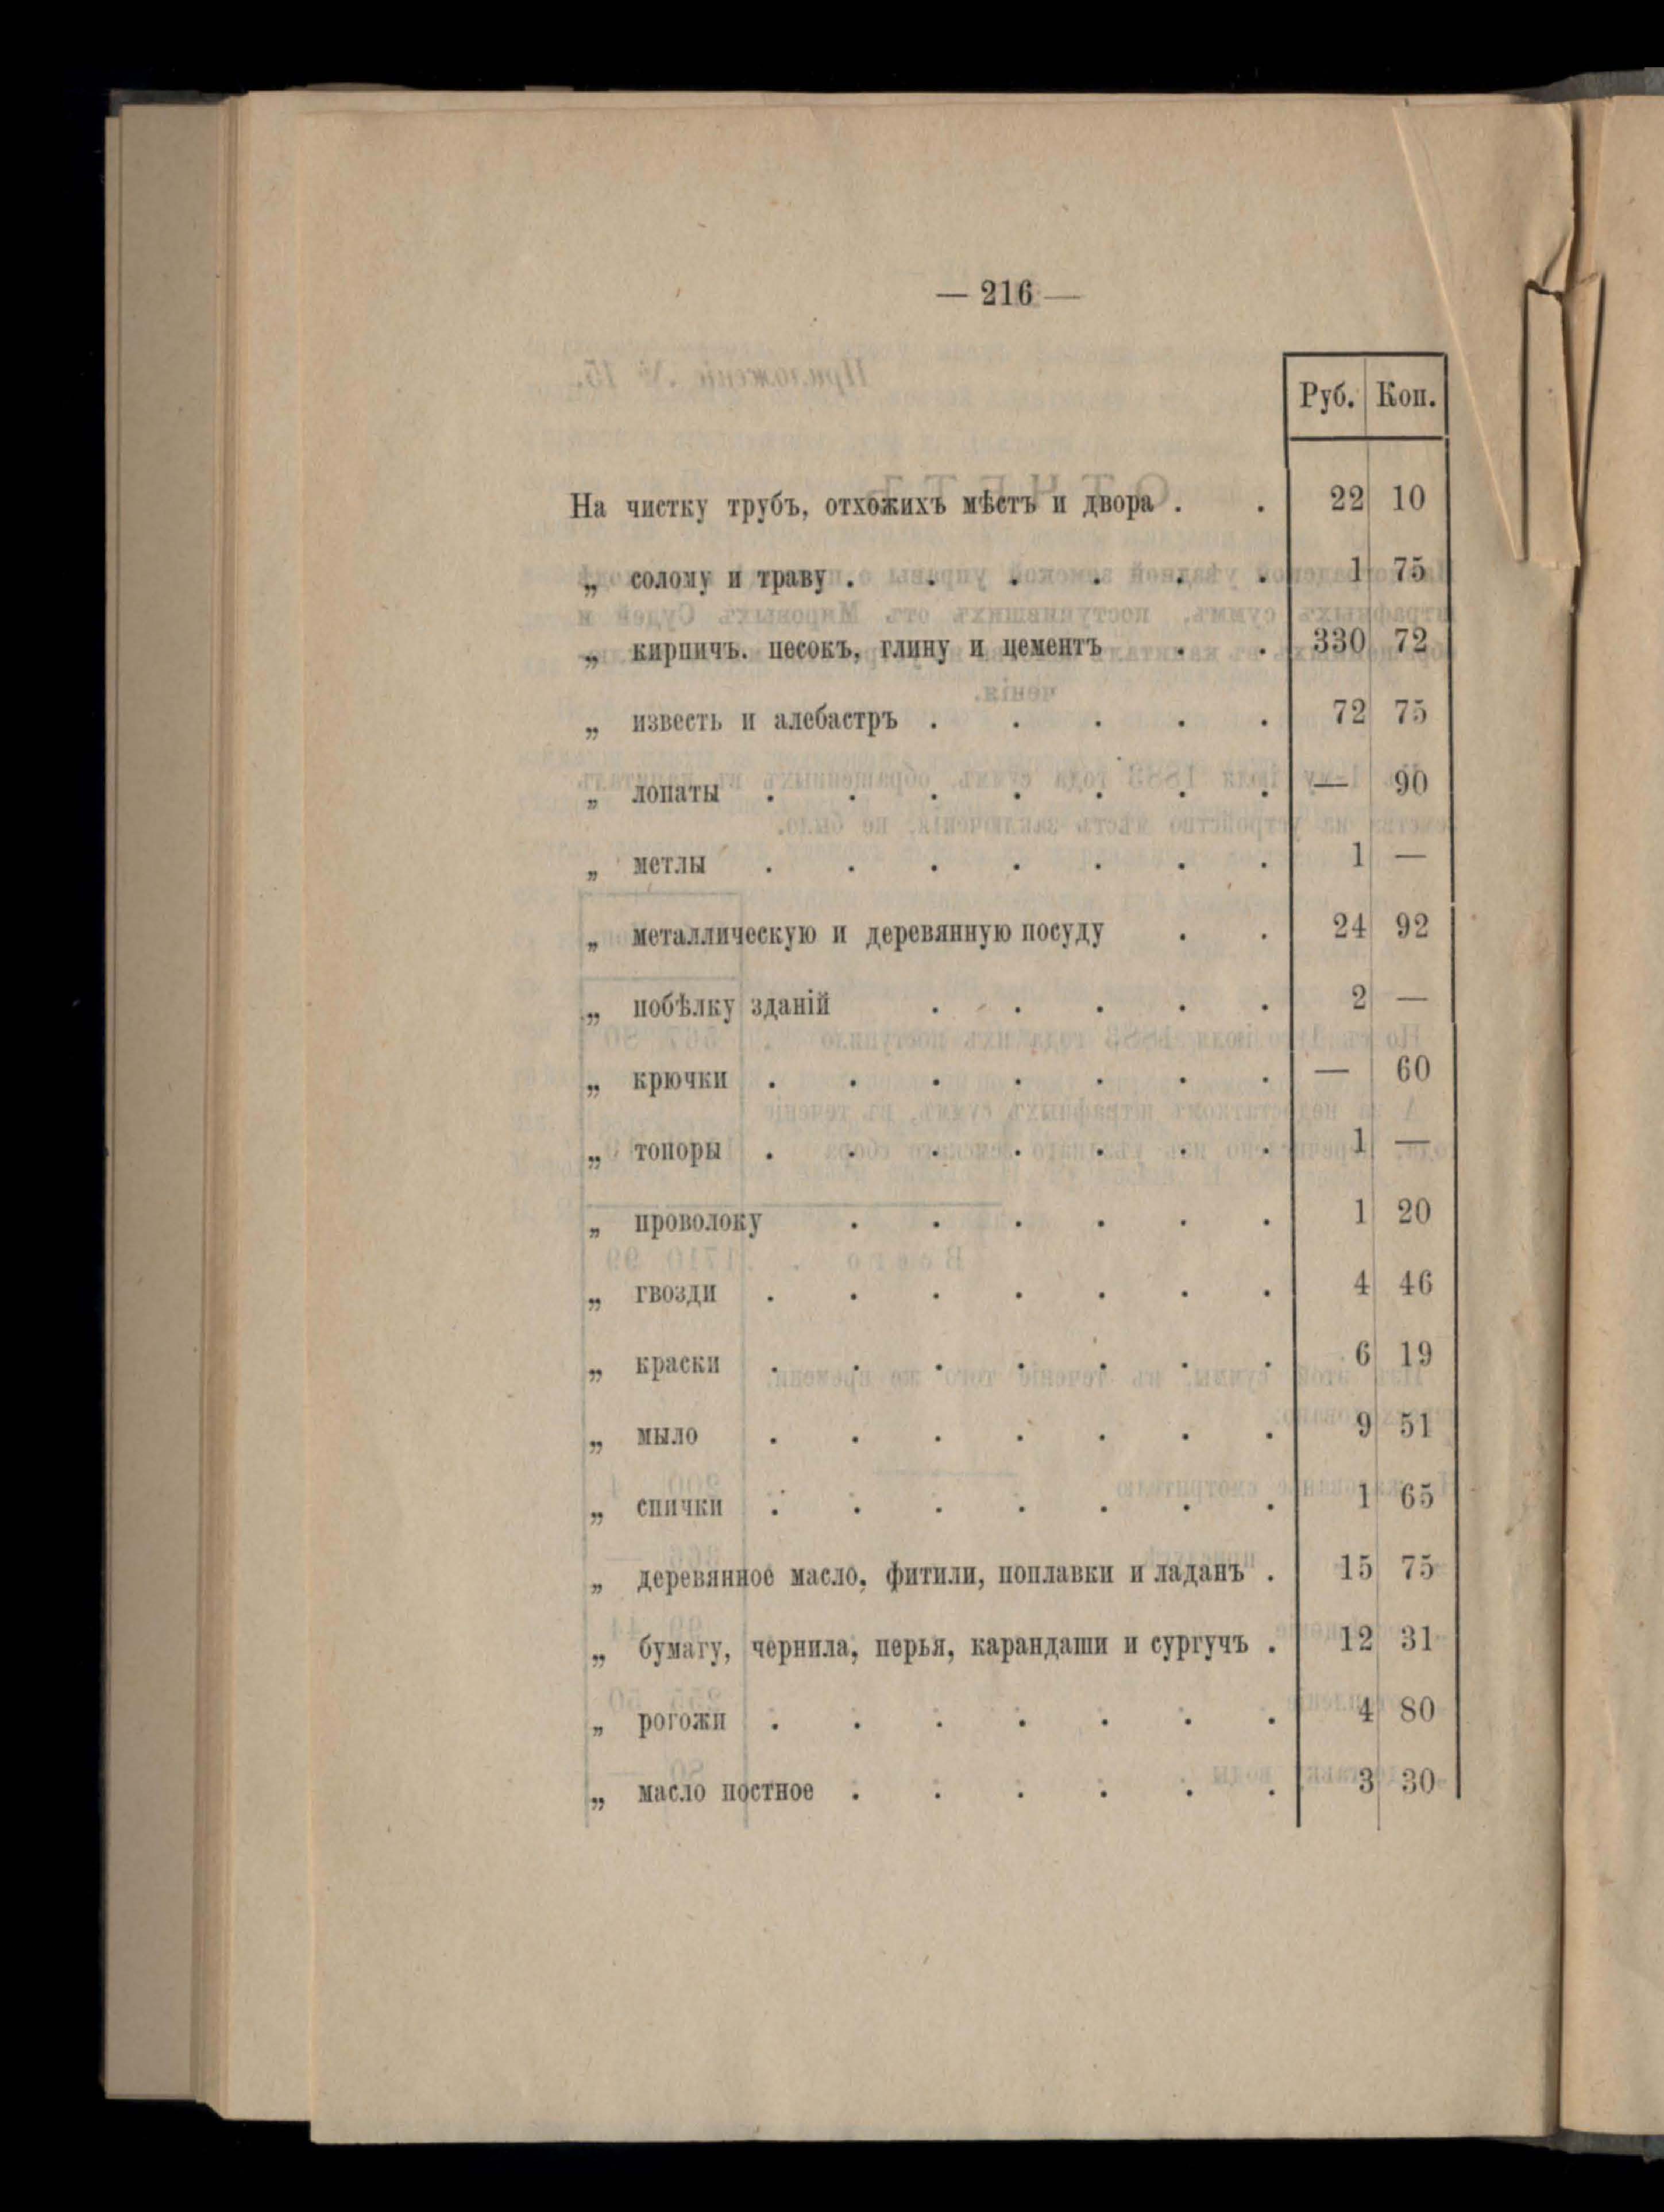 — 216 —
Руб. Коп.
На чистку трубъ, отхожихъ мѣстъ и двора . . 22 10
„ солому и траву . . . . . . 1 75
„ кирпичъ. песокъ, глину и цементъ . . 330 72
„ известь и алебастръ . . . . . 72 75
„ лопаты . . . . . . . — 90
„ метлы . . . . . . . 1 —
„ металлическую и деревянную посуду . . 24 92
„ побѣлку зданій . . . . . 2 —
„ крючки . . . . . . . — 60
„ топоры . . . . . . . 1 —
„ проволоку . . . . . . 1 20
„ гвозди . . . . . . . 4 46
„ краски . . . . . . . 6 19
„ мыло . . . . . . . 9 51
„ спички . . . . . . . 1 65
„ деревянное масло, фитили, поплавки и ладанъ . 15 75
„ бумагу, чернила, перья, карандаши и сургучъ . 12 31
„ рогожи . . . . . . . 4 80
„ масло постное . . . . . . 3 30